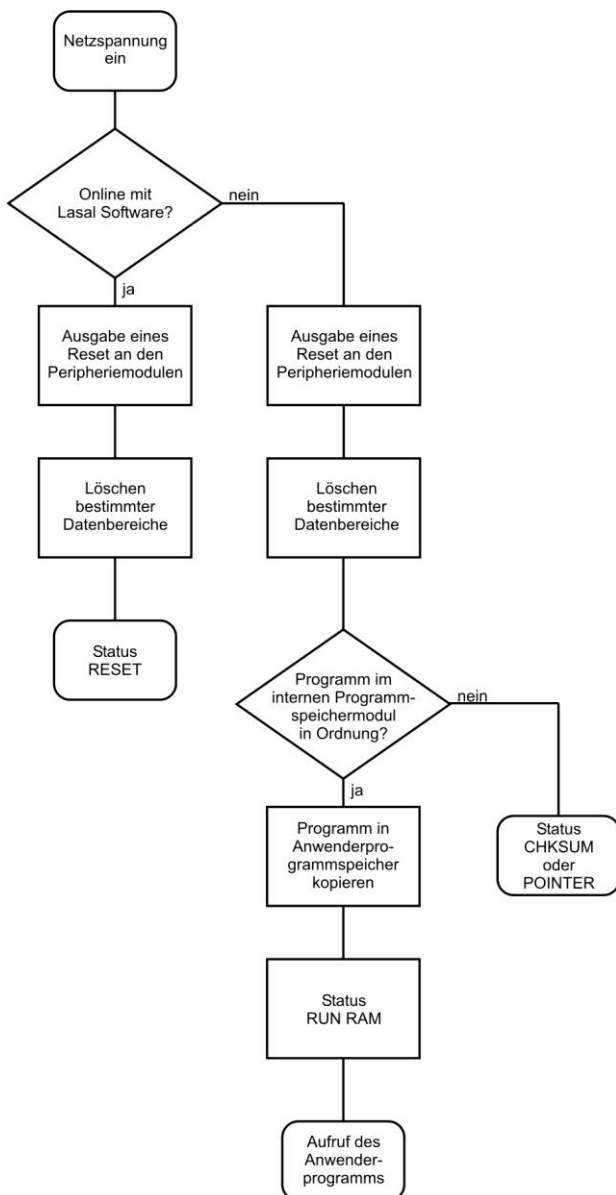 Netzspannung
ein
Online mit
Lasal Software?
nein
ja
Ausgabe eines
Reset an den
Peripheriemodulen
Ausgabe eines
Reset an den
Peripheriemodulen
Löschen
bestimmter
Datenbereiche
Löschen
bestimmter
Datenbereiche
Status
RESET
Programm im
internen Programm-
speichermodul
in Ordnung?
nein
ja
Programm in
Anwenderpro-
grammspeicher
kopieren
Status
CHKSUM
oder
POINTER
Status
RUN RAM
Aufruf des
Anwender-
programms